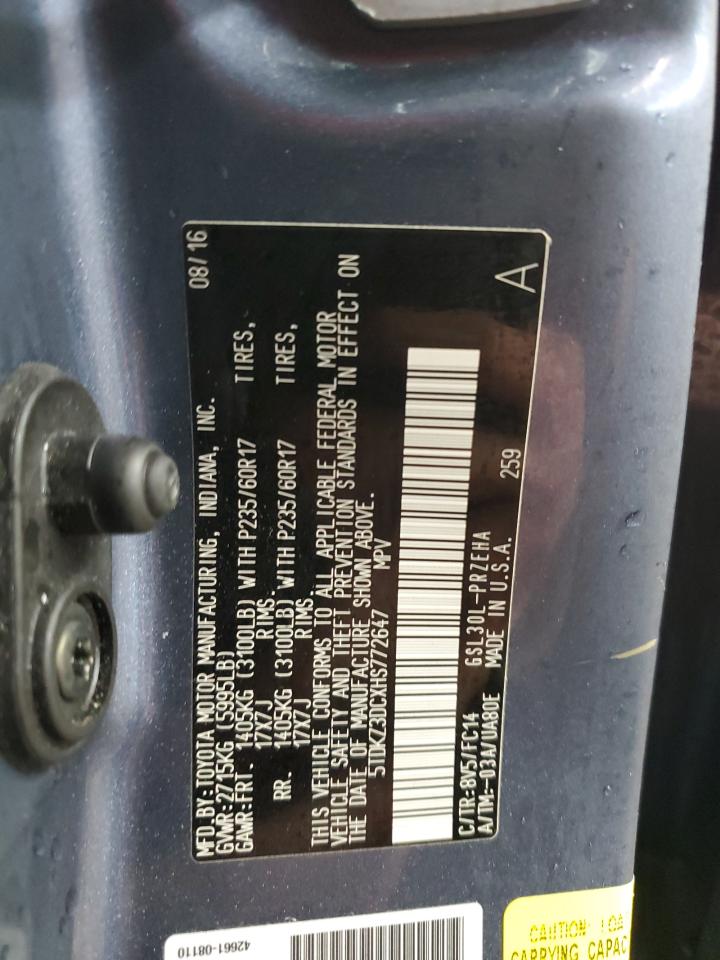 MFD.BY:TOYOTA MOTOR MANUFACTURING, INDIANA, INC. 08/16
GVWR:2715KG (5995LB)
GAWR:FRT. 1405KG (3100LB) WITH P235/60R17 TIRES,
17X7J RIMS.
RR. 1405KG (3100LB) WITH P235/60R17 TIRES,
17X7J RIMS.
THIS VEHICLE CONFORMS TO ALL APPLICABLE FEDERAL MOTOR
VEHICLE SAFETY AND THEFT PREVENTION STANDARDS IN EFFECT ON
THE DATE OF MANUFACTURE SHOWN ABOVE.
5TDKZ3DCXHS772647 MPV
C/TR:8V5/FC14 GSL30L-PRZEHA
A/TM:-03A/UA80E MADE IN U.S.A. 259
A
42661-08110
CAUTION: LOA
CARRYING CAPAC